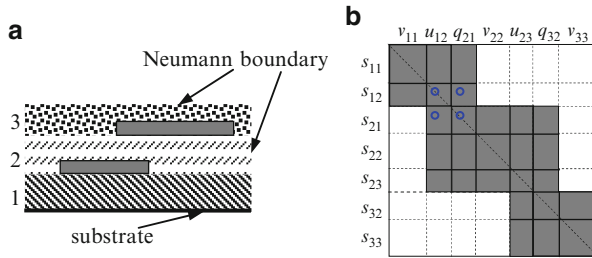 a
Neumann boundary
3
2
1
substrate
b
v11 u12 q21 v22 u23 q32 v33
s11
s12
s21
s22
s23
s32
s33